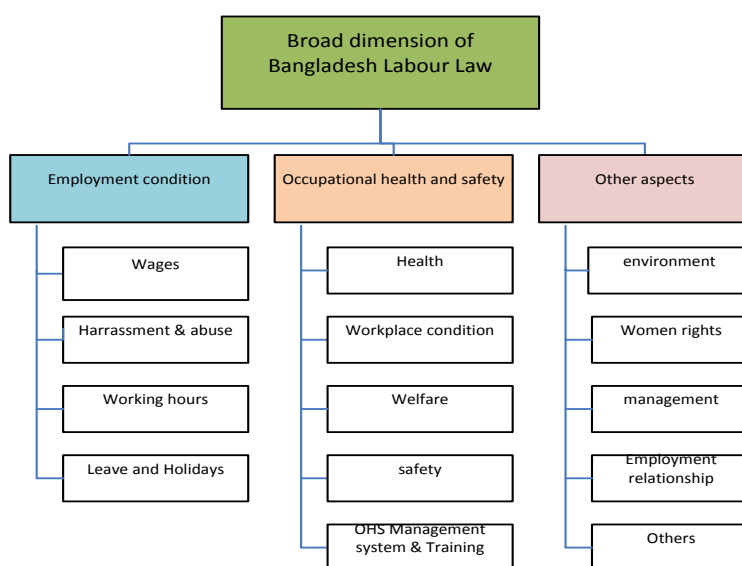 Broad dimension of
Bangladesh Labour Law
Employment condition
Wages
Harrassment & abuse
Working hours
Leave and Holidays
Occupational health and safety
Health
Workplace condition
Welfare
safety
OHS Management
system & Training
Other aspects
environment
Women rights
management
Employment
relationship
Others